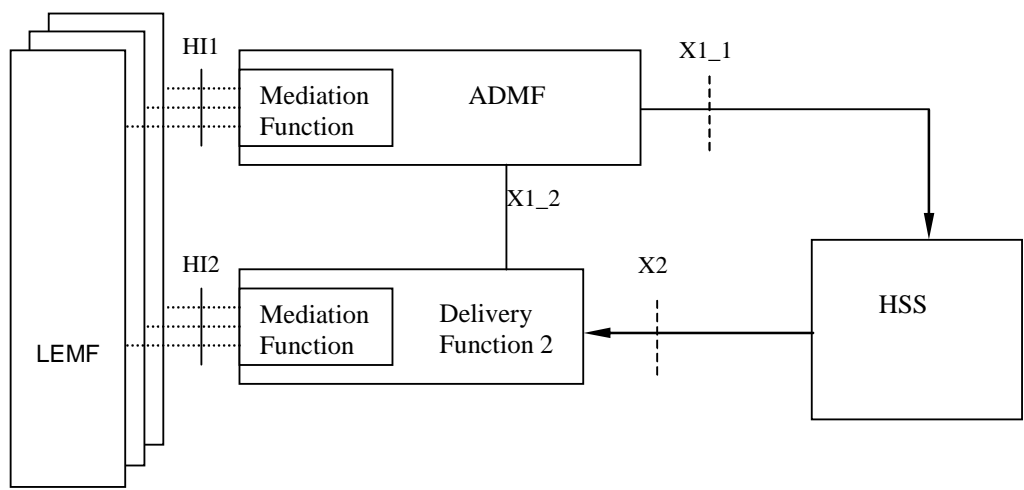 HI1
X1_1
Mediation
Function
ADMF
X1_2
HI2
X2
Mediation
Function
Delivery
Function 2
HSS
LEMF